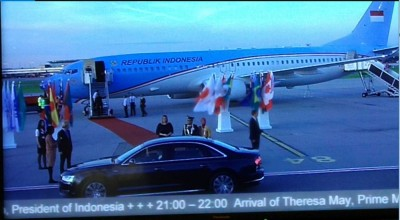 REPUBLIK INDONESIA
, President of Indonesia +++ 21:00 – 22:00 Arrival of Theresa May, Prime M